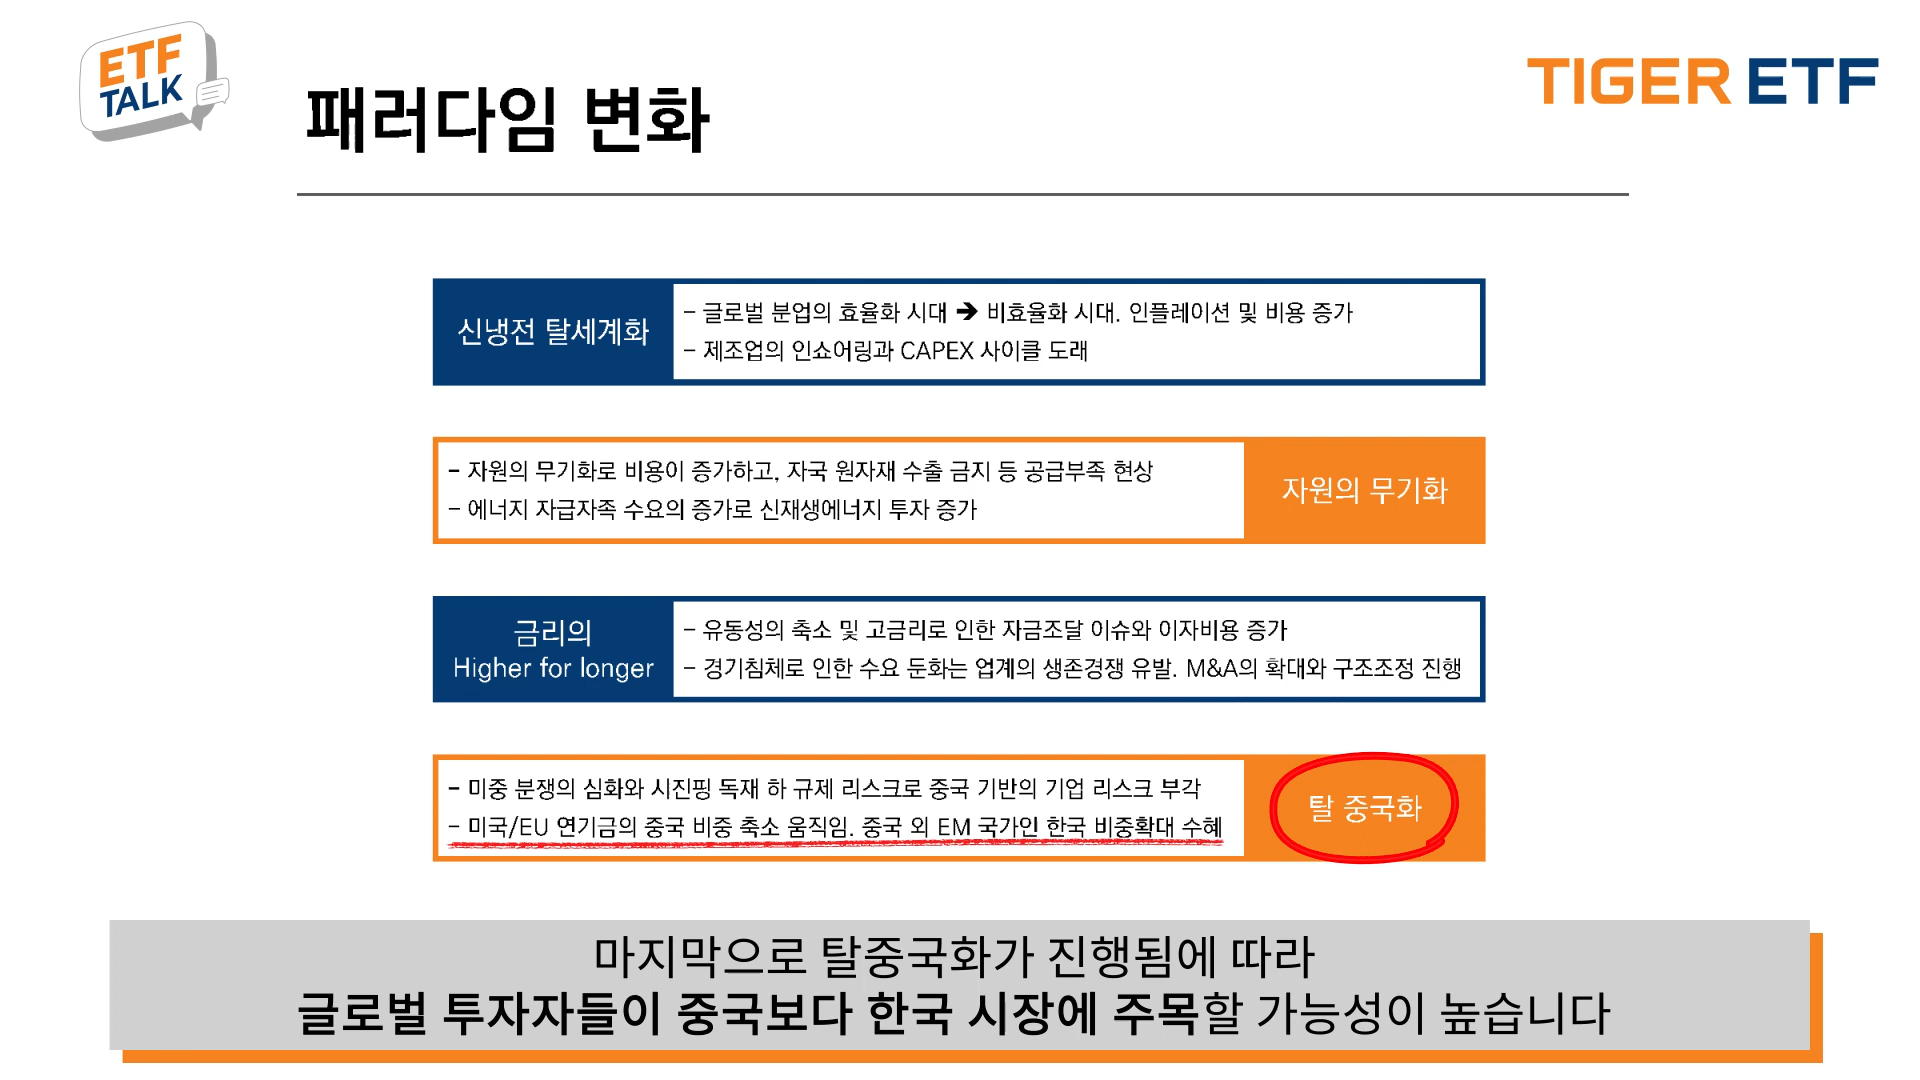 ETF
TALK
TIGER ETF
패러다임 변화
신냉전 탈세계화
- 글로벌 분업의 효율화 시대 ➔ 비효율화 시대. 인플레이션 및 비용 증가
- 제조업의 인쇼어링과 CAPEX 사이클 도래
- 자원의 무기화로 비용이 증가하고, 자국 원자재 수출 금지 등 공급부족 현상
- 에너지 자급자족 수요의 증가로 신재생에너지 투자 증가
자원의 무기화
금리의
Higher for longer
- 유동성의 축소 및 고금리로 인한 자금조달 이슈와 이자비용 증가
- 경기침체로 인한 수요 둔화는 업계의 생존경쟁 유발. M&A의 확대와 구조조정 진행
- 미중 분쟁의 심화와 시진핑 독재 하 규제 리스크로 중국 기반의 기업 리스크 부각
- 미국/EU 연기금의 중국 비중 축소 움직임. 중국 외 EM 국가인 한국 비중확대 수혜
탈 중국화
마지막으로 탈중국화가 진행됨에 따라
글로벌 투자자들이 중국보다 한국 시장에 주목할 가능성이 높습니다